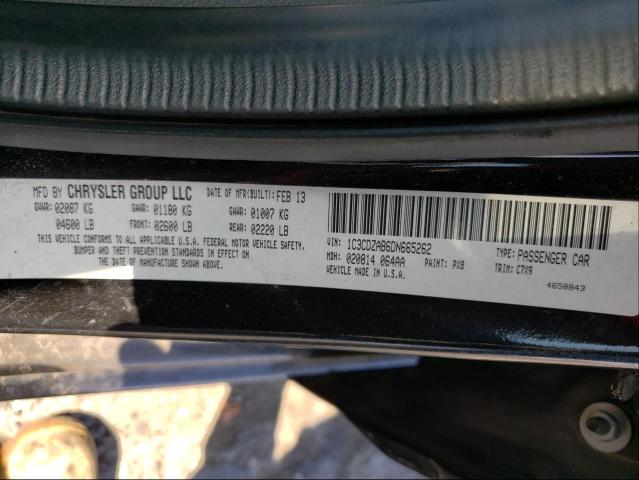 MFD BY CHRYSLER GROUP LLC DATE OF MFR(BUILT): FEB 13
GVWR: 02087 KG GAWR: 01180 KG GAWR: 01007 KG
04600 LB FRONT: 02600 LB REAR: 02220 LB
THIS VEHICLE CONFORMS TO ALL APPLICABLE U.S.A. FEDERAL MOTOR VEHICLE SAFETY,
BUMPER AND THEFT PREVENTION STANDARDS IN EFFECT ON
THE DATE OF MANUFACTURE SHOWN ABOVE.
VIN: 1C3CDZAB6DN665262 TYPE: PASSENGER CAR
MDH: 020814 064AA PAINT: PX8 TRIM: C7X9
VEHICLE MADE IN U.S.A.
4658843